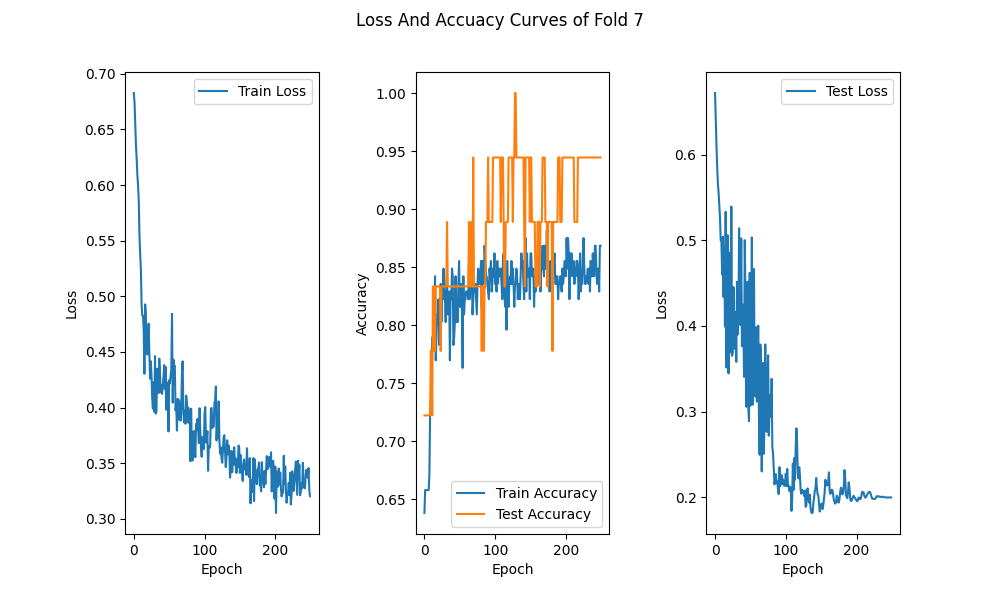 Loss And Accuacy Curves of Fold 7
Train Loss
0.70
0.65
0.60
0.55
0.50
0.45
0.40
0.35
0.30
Loss
0 100 200
Epoch
1.00
0.95
0.90
0.85
0.80
0.75
0.70
0.65
Accuracy
Train Accuracy
Test Accuracy
0 100 200
Epoch
Test Loss
0.6
0.5
0.4
0.3
0.2
Loss
0 100 200
Epoch